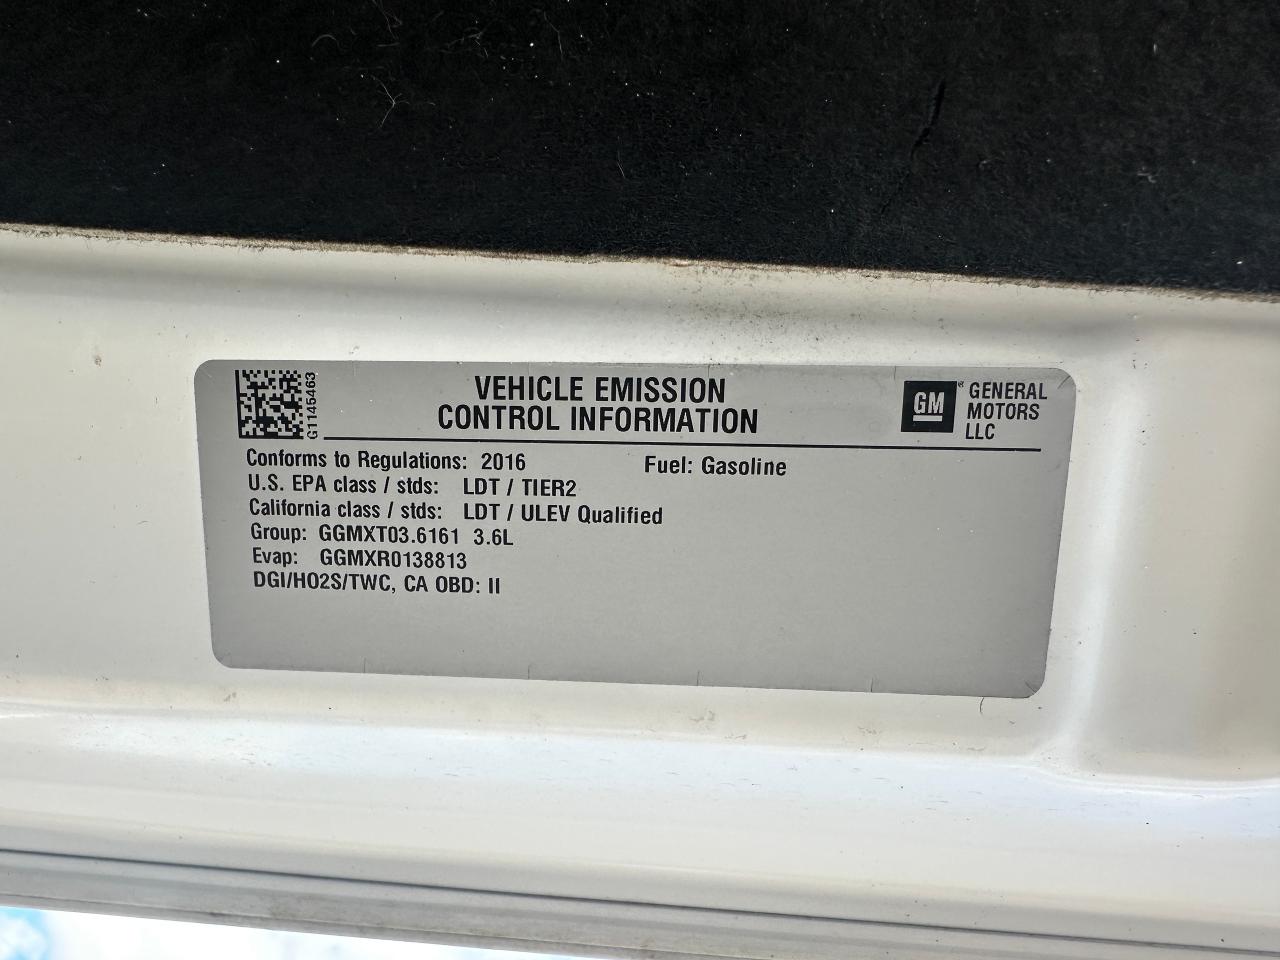 G1145463
VEHICLE EMISSION
CONTROL INFORMATION
GM ®
GENERAL
MOTORS
LLC
Conforms to Regulations: 2016 Fuel: Gasoline
U.S. EPA class / stds: LDT / TIER2
California class / stds: LDT / ULEV Qualified
Group: GGMXT03.6161 3.6L
Evap: GGMXR0138813
DGI/HO2S/TWC, CA OBD: II